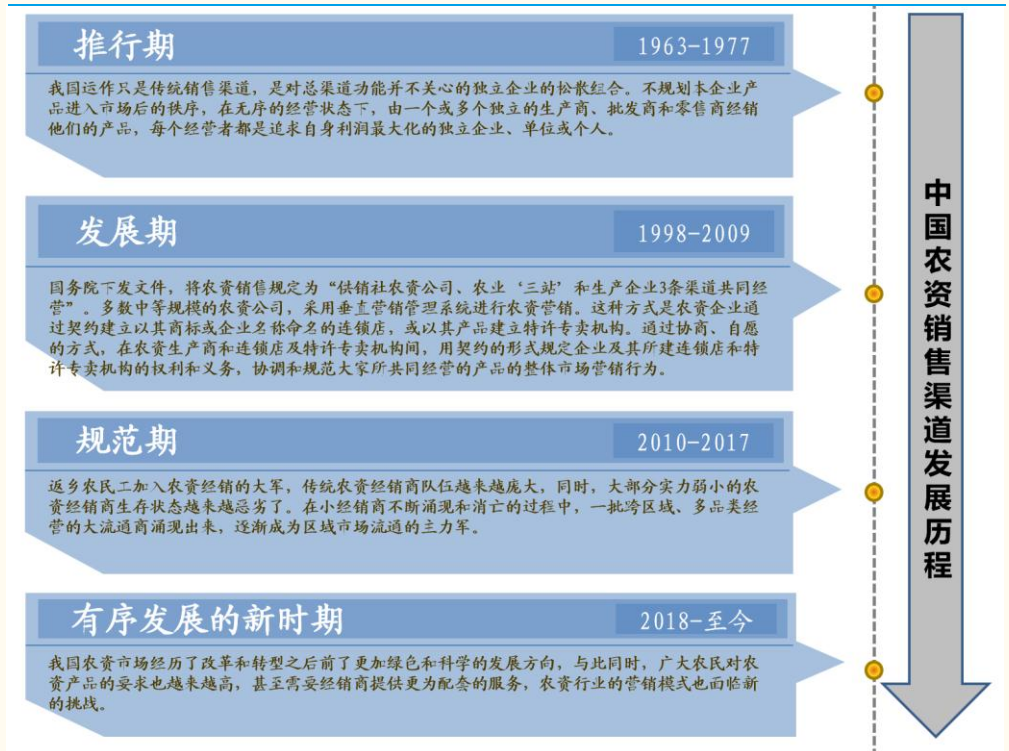 推行期
1963-1977
我国运作只是传统销售渠道，是对总渠道功能并不关心的独立企业的松散组合。不规划本企业产
品进入市场后的秩序，在无序的经营状态下，由一个或多个独立的生产商、批发商和零售商经销
他们的产品，每个经营者都是追求自身利润最大化的独立企业、单位或个人。
发展期
1998-2009
国务院下发文件，将农资销售规定为“供销社农资公司、农业‘三站’和生产企业3条渠道共同经
营”。多数中等规模的农资公司，采用垂直营销管理系统进行农资营销。这种方式是农资企业通
过契约建立以其商标或企业名称命名的连锁店，或以其产品建立特许专卖机构。通过协商、自愿
的方式，在农资生产商和连锁店及特许专卖机构间，用契约的形式规定企业及其所建连锁店和特
许专卖机构的权利和义务，协调和规范大家所共同经营的产品的整体市场营销行为。
规范期
2010-2017
返乡农民工加入农资经销的大军，传统农资经销商队伍越来越庞大，同时，大部分实力弱小的农
资经销商生存状态越来越恶劣了。在小经销商不断涌现和消亡的过程中，一批跨区域、多品类经
营的大流通商涌现出来，逐渐成为区域市场流通的主力军。
有序发展的新时期
2018-至今
我国农资市场经历了改革和转型之后前了更加绿色和科学的发展方向，与此同时，广大农民对农
资产品的要求也越来越高，甚至需要经销商提供更为配套的服务，农资行业的营销模式也面临新
的挑战。
中国农资销售渠道发展历程